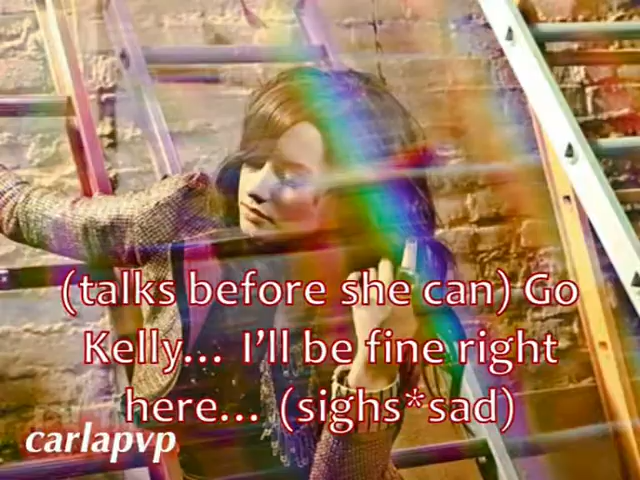 (talks before she can) Go
Kelly... I'll be fine right
here... (sighs*sad)
carlapvp